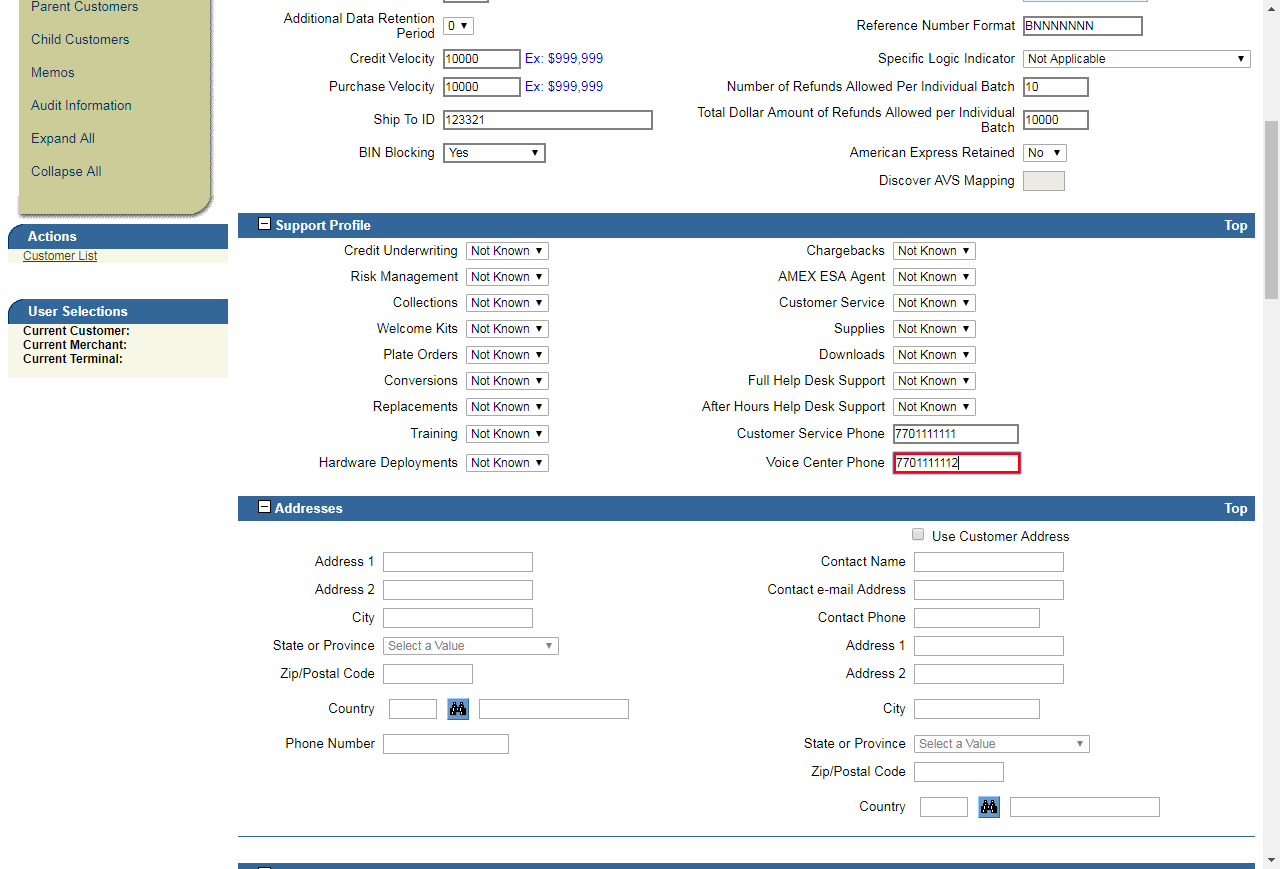 Parent Customers
Child Customers
Memos
Audit Information
Expand All
Collapse All
Actions
Customer List
User Selections
Current Customer:
Current Merchant:
Current Terminal:
Additional Data Retention
Period 0
Reference Number Format BNNNNNNN
Credit Velocity 10000 Ex: $999,999
Specific Logic Indicator Not Applicable
Purchase Velocity 10000 Ex: $999,999
Number of Refunds Allowed Per Individual Batch 10
Ship To ID 123321
Total Dollar Amount of Refunds Allowed per Individual
Batch 10000
BIN Blocking Yes
American Express Retained No
Discover AVS Mapping
Support Profile Top
Credit Underwriting Not Known Chargebacks Not Known
Risk Management Not Known AMEX ESA Agent Not Known
Collections Not Known Customer Service Not Known
Welcome Kits Not Known Supplies Not Known
Plate Orders Not Known Downloads Not Known
Conversions Not Known Full Help Desk Support Not Known
Replacements Not Known After Hours Help Desk Support Not Known
Training Not Known Customer Service Phone 7701111111
Hardware Deployments Not Known Voice Center Phone 7701111112
Addresses Top
Use Customer Address
Address 1 Contact Name
Address 2 Contact e-mail Address
City Contact Phone
State or Province Select a Value Address 1
Zip/Postal Code Address 2
Country City
Phone Number State or Province Select a Value
Zip/Postal Code
Country